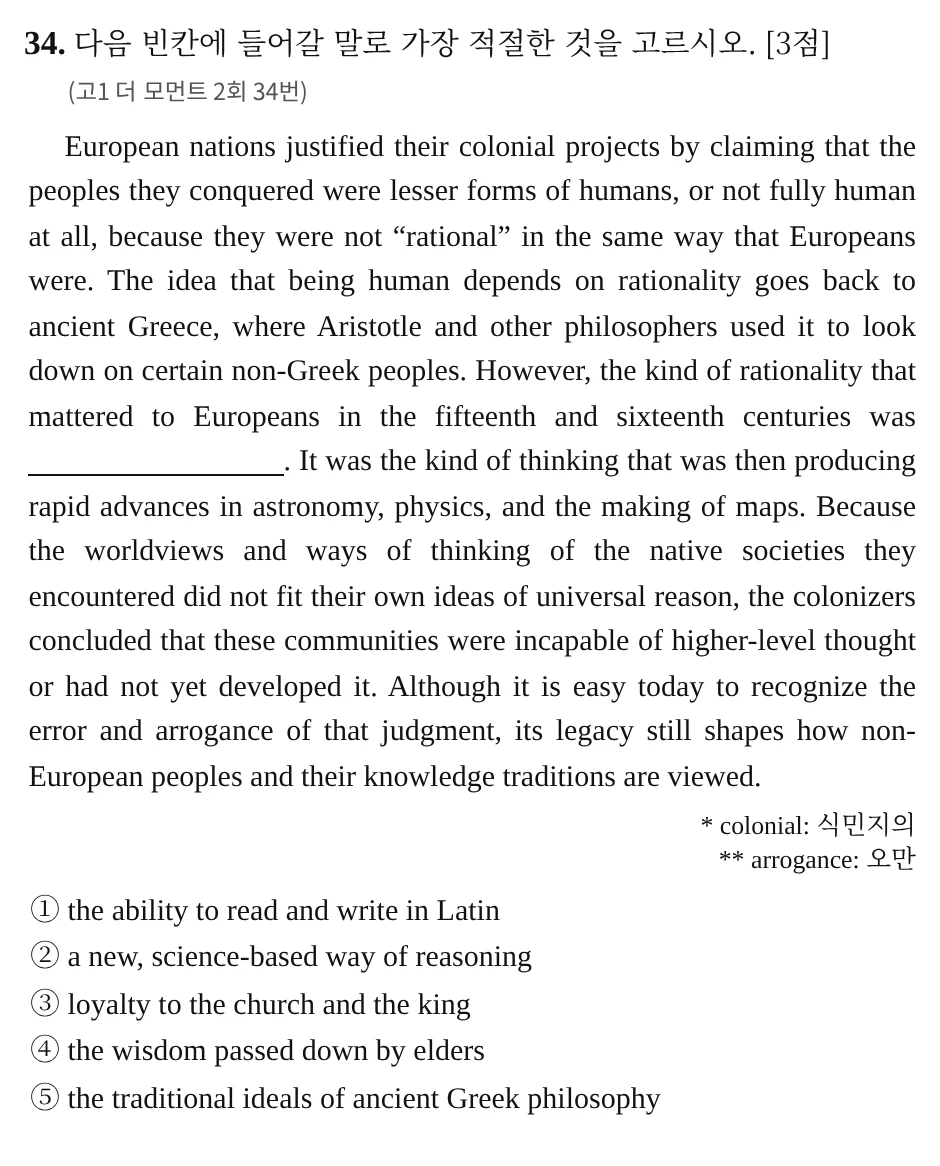 34. 다음 빈칸에 들어갈 말로 가장 적절한 것을 고르시오. [3점]
(고1 더 모먼트 2회 34번)
European nations justified their colonial projects by claiming that the
peoples they conquered were lesser forms of humans, or not fully human
at all, because they were not “rational” in the same way that Europeans
were. The idea that being human depends on rationality goes back to
ancient Greece, where Aristotle and other philosophers used it to look
down on certain non-Greek peoples. However, the kind of rationality that
mattered to Europeans in the fifteenth and sixteenth centuries was
_________________. It was the kind of thinking that was then producing
rapid advances in astronomy, physics, and the making of maps. Because
the worldviews and ways of thinking of the native societies they
encountered did not fit their own ideas of universal reason, the colonizers
concluded that these communities were incapable of higher-level thought
or had not yet developed it. Although it is easy today to recognize the
error and arrogance of that judgment, its legacy still shapes how non-
European peoples and their knowledge traditions are viewed.
* colonial: 식민지의
** arrogance: 오만
① the ability to read and write in Latin
② a new, science-based way of reasoning
③ loyalty to the church and the king
④ the wisdom passed down by elders
⑤ the traditional ideals of ancient Greek philosophy